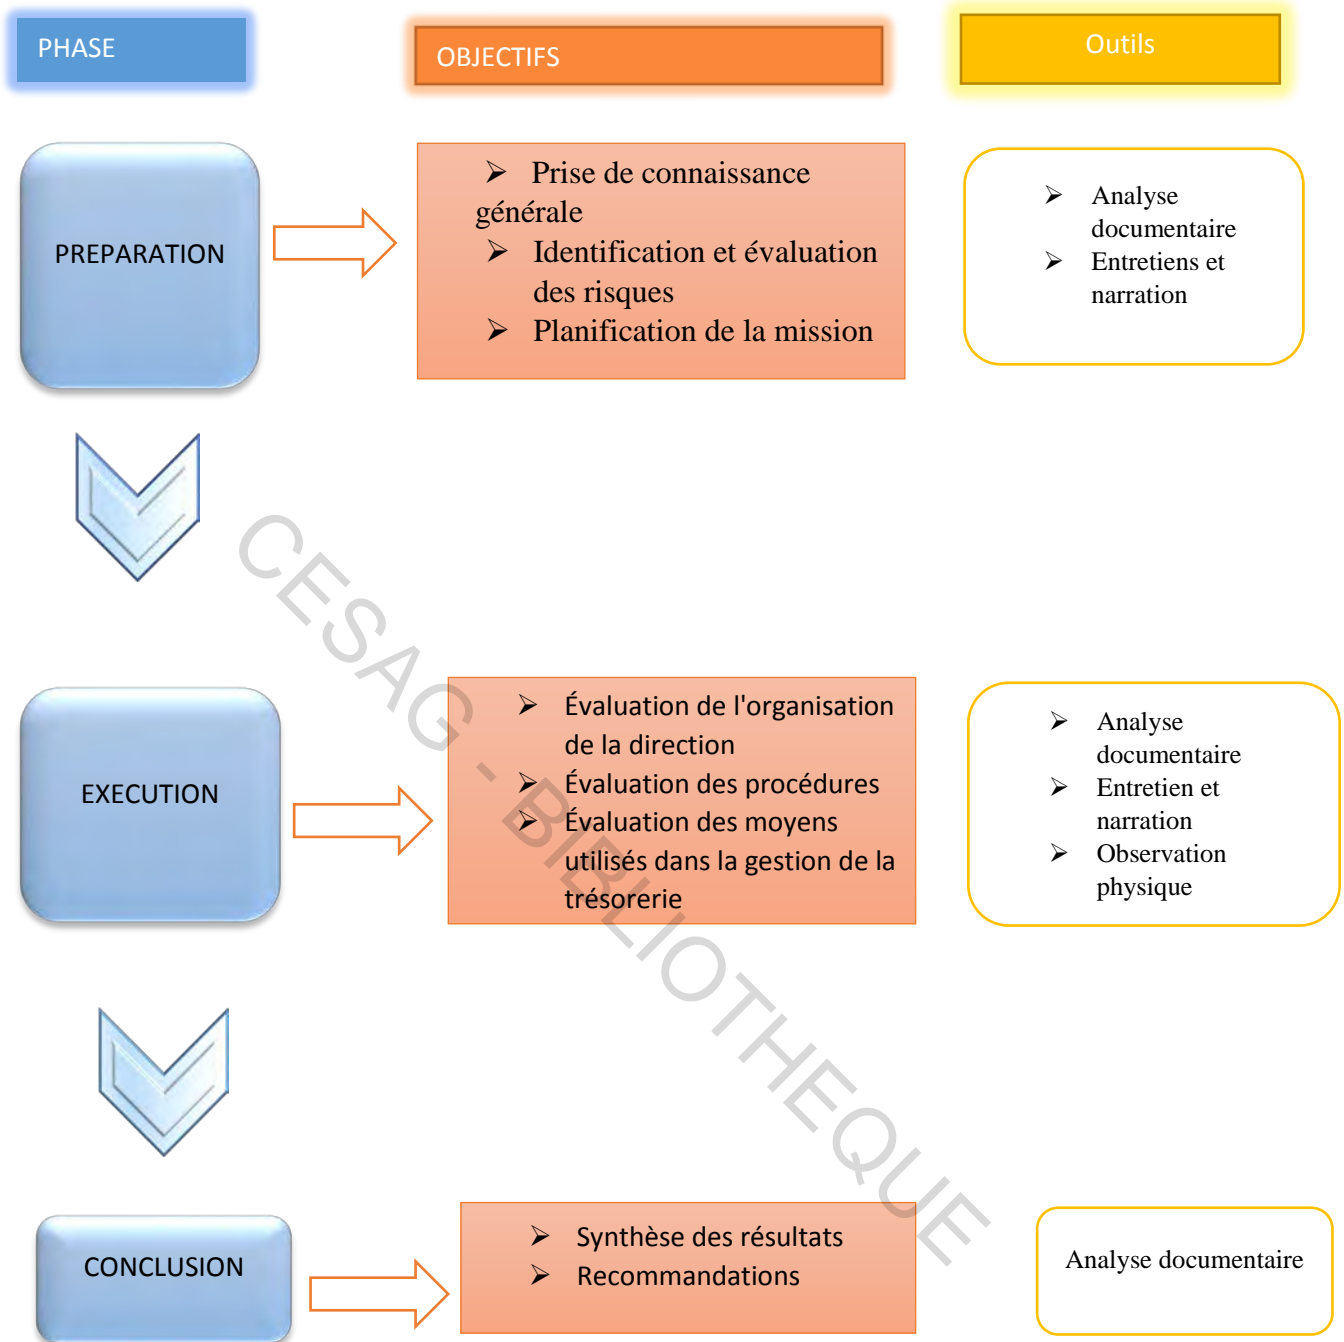 PHASE
OBJECTIFS
Outils
PREPARATION
➢ Prise de connaissance
générale
➢ Identification et évaluation
des risques
➢ Planification de la mission
➢ Analyse
documentaire
➢ Entretiens et
narration
EXECUTION
➢ Évaluation de l'organisation
de la direction
➢ Évaluation des procédures
➢ Évaluation des moyens
utilisés dans la gestion de la
trésorerie
➢ Analyse
documentaire
➢ Entretien et
narration
➢ Observation
physique
CONCLUSION
➢ Synthèse des résultats
➢ Recommandations
Analyse documentaire
CESAG - BIBLIOTHEQUE